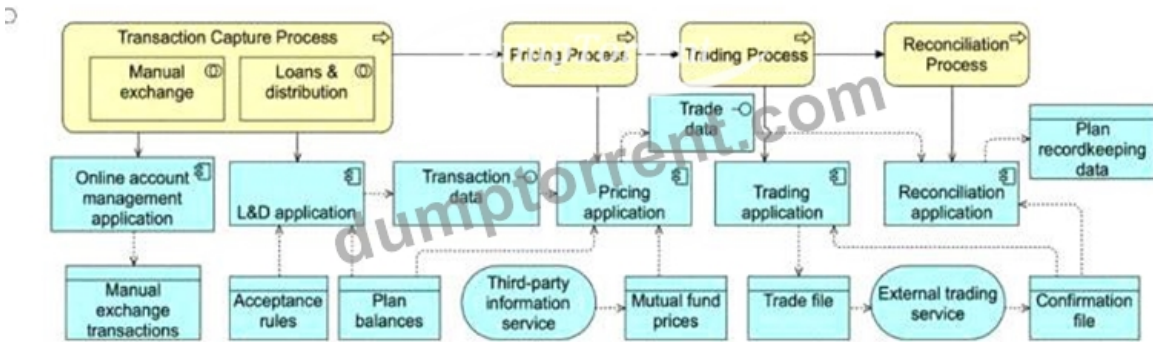 Transaction Capture Process
Manual
exchange
Loans &
distribution
Pricing Process
Trading Process
Reconciliation
Process
Trade
data
Plan
recordkeeping
data
Online account
management
application
L&D application
Transaction
data
Pricing
application
Trading
application
Reconciliation
application
Manual
exchange
transactions
Acceptance
rules
Plan
balances
Third-party
information
service
Mutual fund
prices
Trade file
External trading
service
Confirmation
file
dumptorrent.com